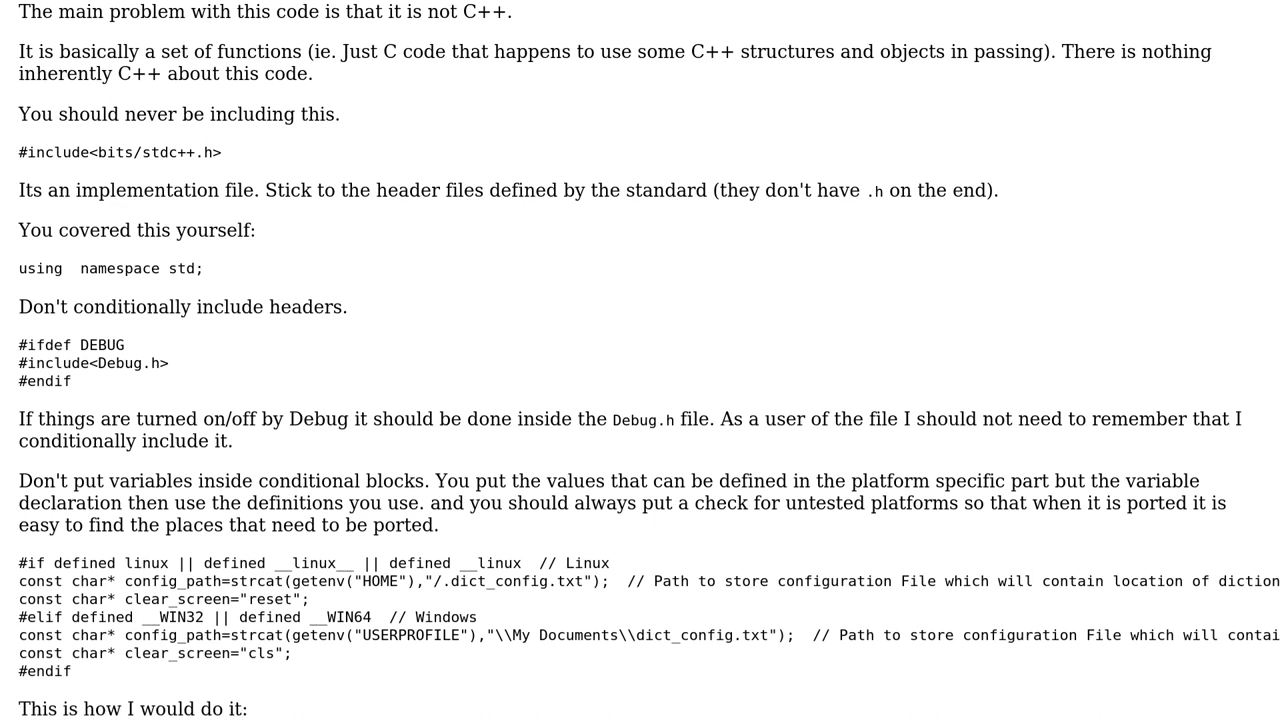 The main problem with this code is that it is not C++.
It is basically a set of functions (ie. Just C code that happens to use some C++ structures and objects in passing). There is nothing
inherently C++ about this code.
You should never be including this.
#include<bits/stdc++.h>
Its an implementation file. Stick to the header files defined by the standard (they don't have .h on the end).
You covered this yourself:
using  namespace std;
Don't conditionally include headers.
#ifdef DEBUG
#include<Debug.h>
#endif
If things are turned on/off by Debug it should be done inside the Debug.h file. As a user of the file I should not need to remember that I
conditionally include it.
Don't put variables inside conditional blocks. You put the values that can be defined in the platform specific part but the variable
declaration then use the definitions you use. and you should always put a check for untested platforms so that when it is ported it is
easy to find the places that need to be ported.
#if defined linux || defined __linux__ || defined __linux  // Linux
const char* config_path=strcat(getenv("HOME"),"/.dict_config.txt");  // Path to store configuration File which will contain location of diction
const char* clear_screen="reset";
#elif defined __WIN32 || defined __WIN64  // Windows
const char* config_path=strcat(getenv("USERPROFILE"),"\\My Documents\\dict_config.txt");  // Path to store configuration File which will contai
const char* clear_screen="cls";
#endif
This is how I would do it: